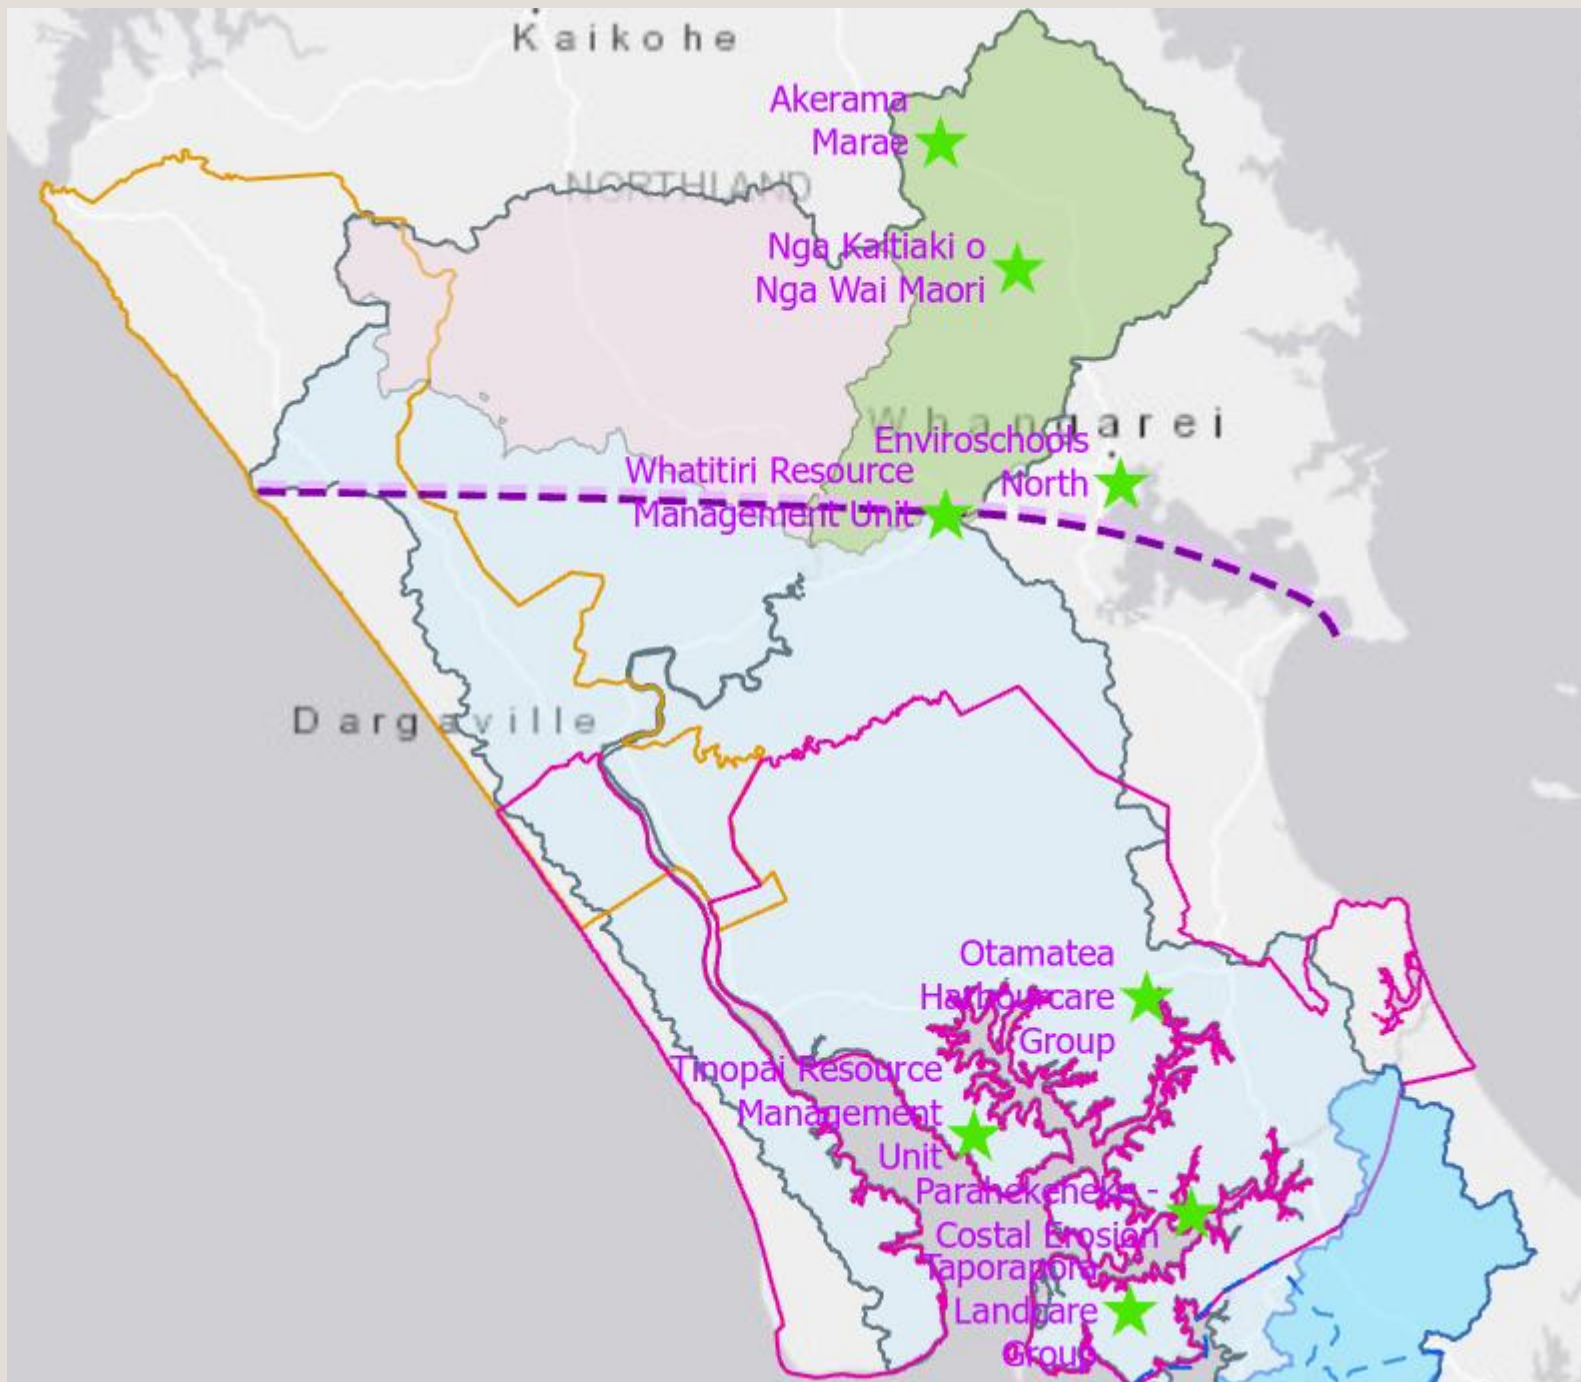 Kaikohe
Akerama
Marae
NORTHLAND
Nga Kaitiaki o
Nga Wai Maori
Whangarei
Enviroschools
North
Whatitiri Resource
Management Unit
Dargaville
Otamatea
Harbourcare
Group
Tinopai Resource
Management
Unit
Parahekeheke -
Costal Erosion
Taporapora
Landcare
Group